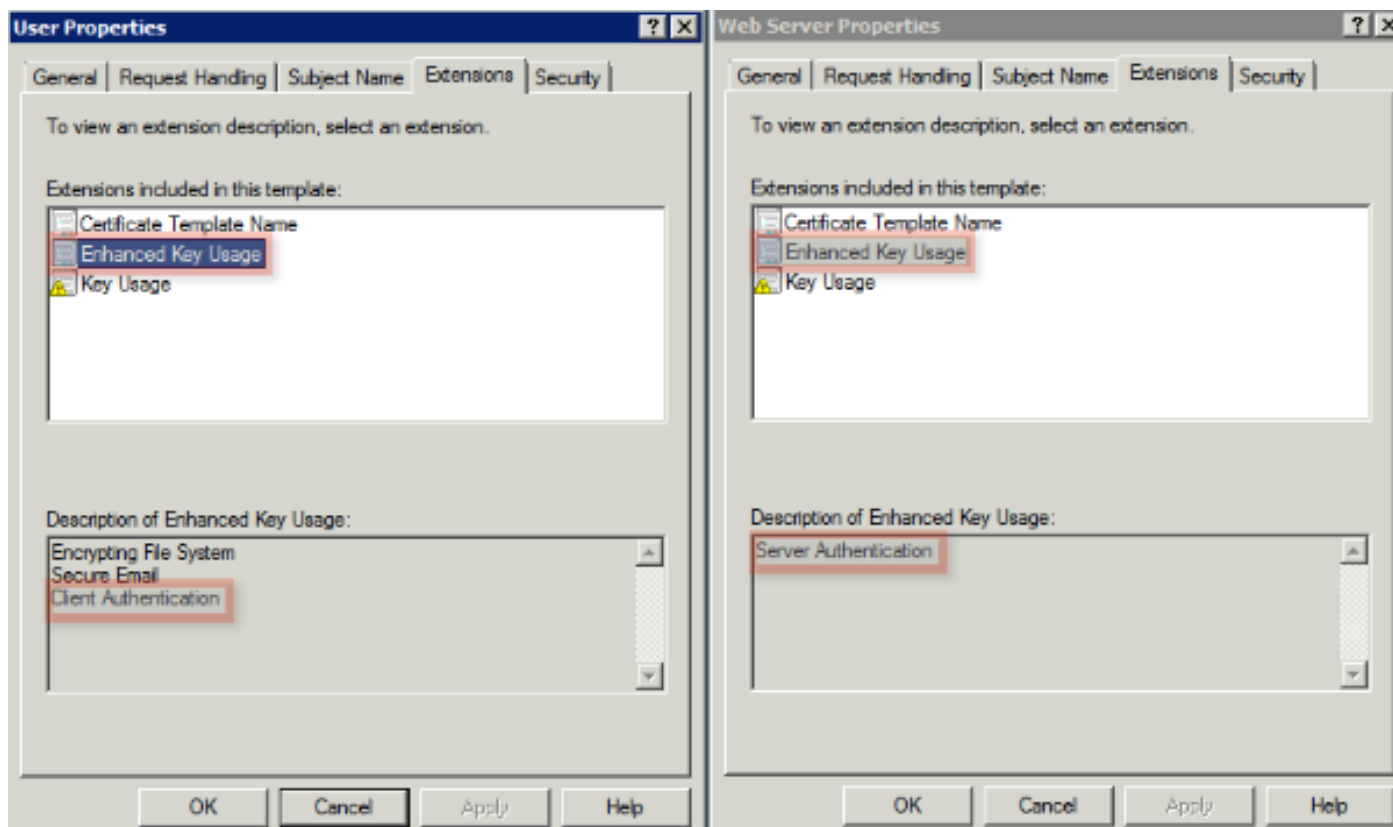 User Properties
General Request Handling Subject Name Extensions Security
To view an extension description, select an extension.
Extensions included in this template:
Certificate Template Name
Enhanced Key Usage
Key Usage
Description of Enhanced Key Usage:
Encrypting File System
Secure Email
Client Authentication
OK Cancel Apply Help
Web Server Properties
General Request Handling Subject Name Extensions Security
To view an extension description, select an extension.
Extensions included in this template:
Certificate Template Name
Enhanced Key Usage
Key Usage
Description of Enhanced Key Usage:
Server Authentication
OK Cancel Apply Help